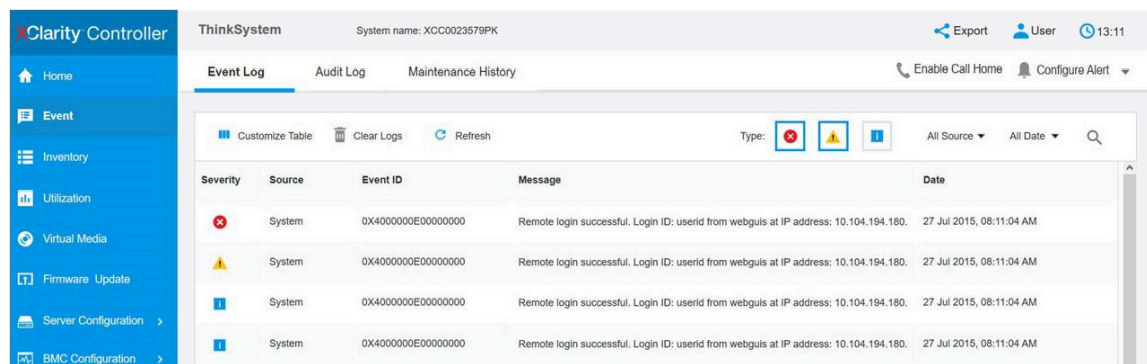 XClarity Controller
ThinkSystem System name: XCC0023579PK Export User 13:11
Home
Event
Inventory
Utilization
Virtual Media
Firmware Update
Server Configuration >
BMC Configuration >
Event Log Audit Log Maintenance History Enable Call Home Configure Alert
Customize Table Clear Logs Refresh Type: All Source All Date
Severity Source Event ID Message Date
System 0X4000000E00000000 Remote login successful. Login ID: userid from webguis at IP address: 10.104.194.180. 27 Jul 2015, 08:11:04 AM
System 0X4000000E00000000 Remote login successful. Login ID: userid from webguis at IP address: 10.104.194.180. 27 Jul 2015, 08:11:04 AM
System 0X4000000E00000000 Remote login successful. Login ID: userid from webguis at IP address: 10.104.194.180. 27 Jul 2015, 08:11:04 AM
System 0X4000000E00000000 Remote login successful. Login ID: userid from webguis at IP address: 10.104.194.180. 27 Jul 2015, 08:11:04 AM